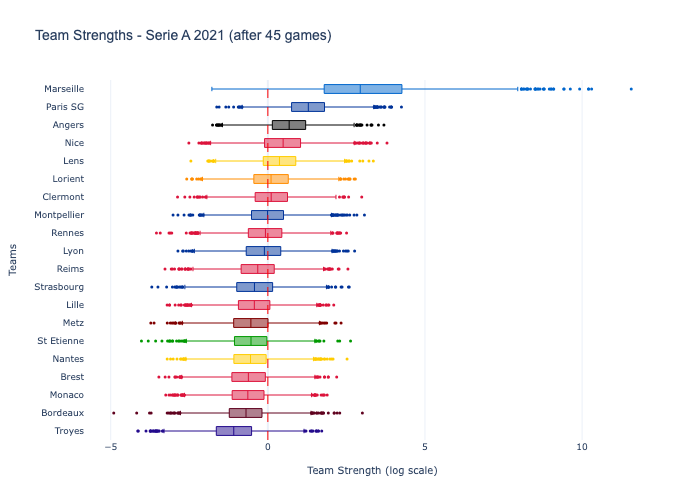 Team Strengths - Serie A 2021 (after 45 games)
Marseille
Paris SG
Angers
Nice
Lens
Lorient
Clermont
Montpellier
Rennes
Lyon
Reims
Strasbourg
Lille
Metz
St Etienne
Nantes
Brest
Monaco
Bordeaux
Troyes
Teams
−5 0 5 10
Team Strength (log scale)